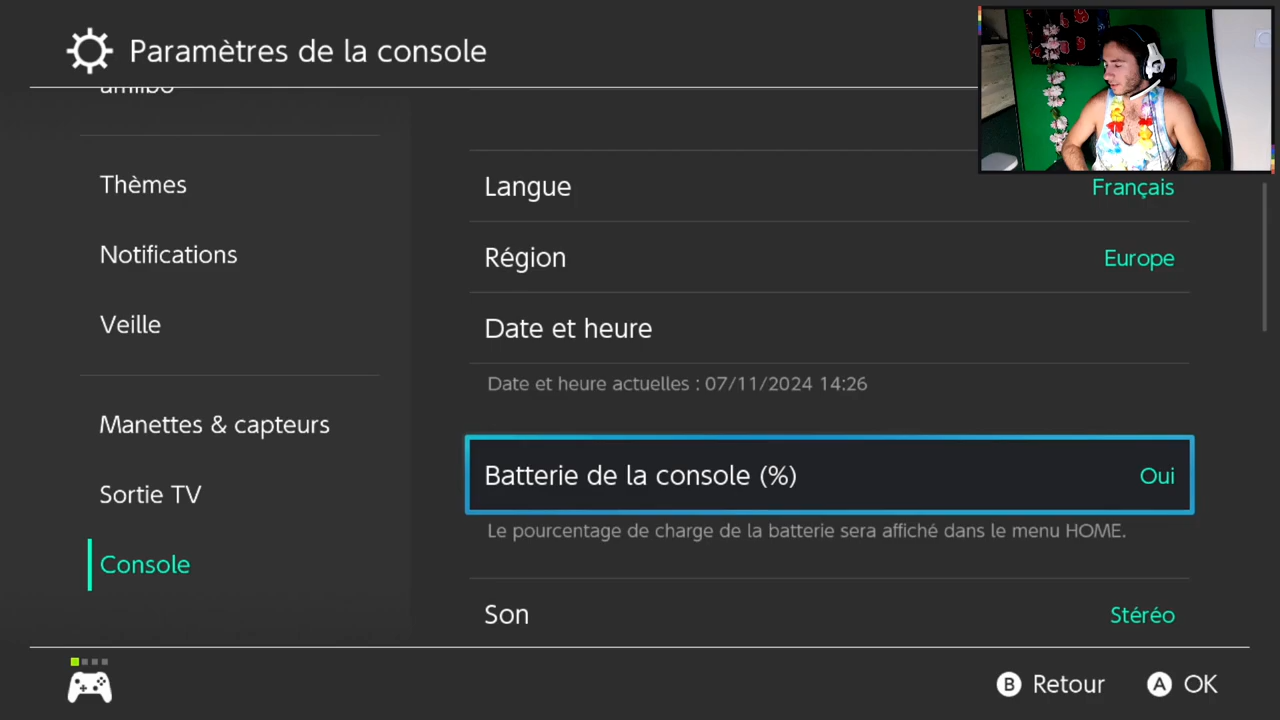 Paramètres de la console
amiibo
Thèmes
Notifications
Veille
Manettes & capteurs
Sortie TV
Console
Langue Français
Région Europe
Date et heure
Date et heure actuelles : 07/11/2024 14:26
Batterie de la console (%) Oui
Le pourcentage de charge de la batterie sera affiché dans le menu HOME.
Son Stéréo
B Retour A OK